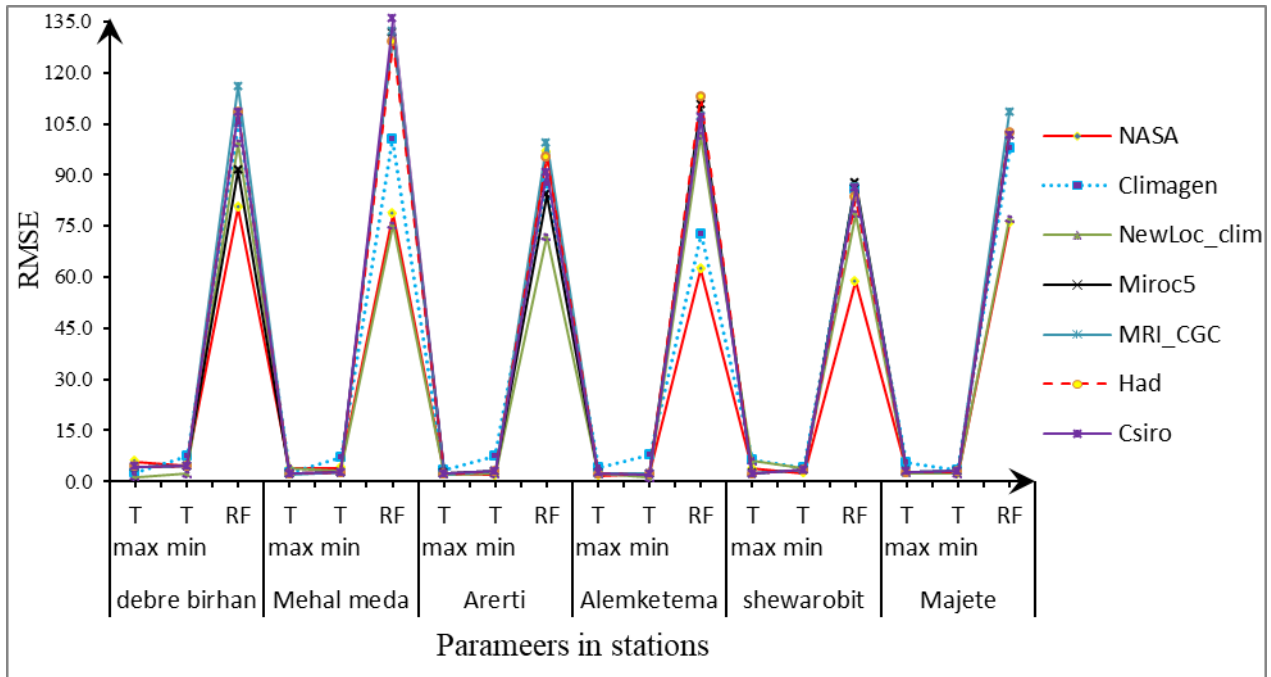 135.0
120.0
105.0
90.0
75.0
60.0
45.0
30.0
15.0
0.0
RMSE
T T RF T T RF T T RF T T RF T T RF T T RF
max min max min max min max min max min max min
debre birhan Mehal meda Arerti Alemketema shewarobit Majete
Parameers in stations
NASA
Climagen
NewLoc_clim
Miroc5
MRI_CGC
Had
Csiro